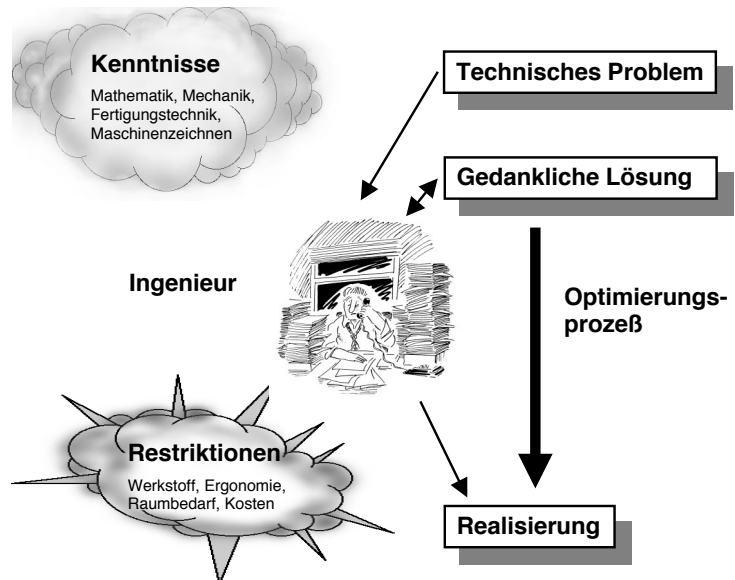 Kenntnisse
Mathematik, Mechanik,
Fertigungstechnik,
Maschinenzeichnen
Technisches Problem
Gedankliche Lösung
Ingenieur
Optimierungs-
prozeß
Restriktionen
Werkstoff, Ergonomie,
Raumbedarf, Kosten
Realisierung